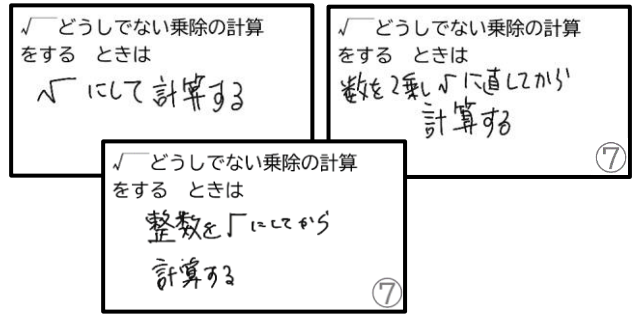 √￣どうしでない乗除の計算
をする　ときは
√ にして計算する
√￣どうしでない乗除の計算
をする　ときは
数を2乗し√に直してから
計算する
⑦
√￣どうしでない乗除の計算
をする　ときは
整数を√にしてから
計算する
⑦